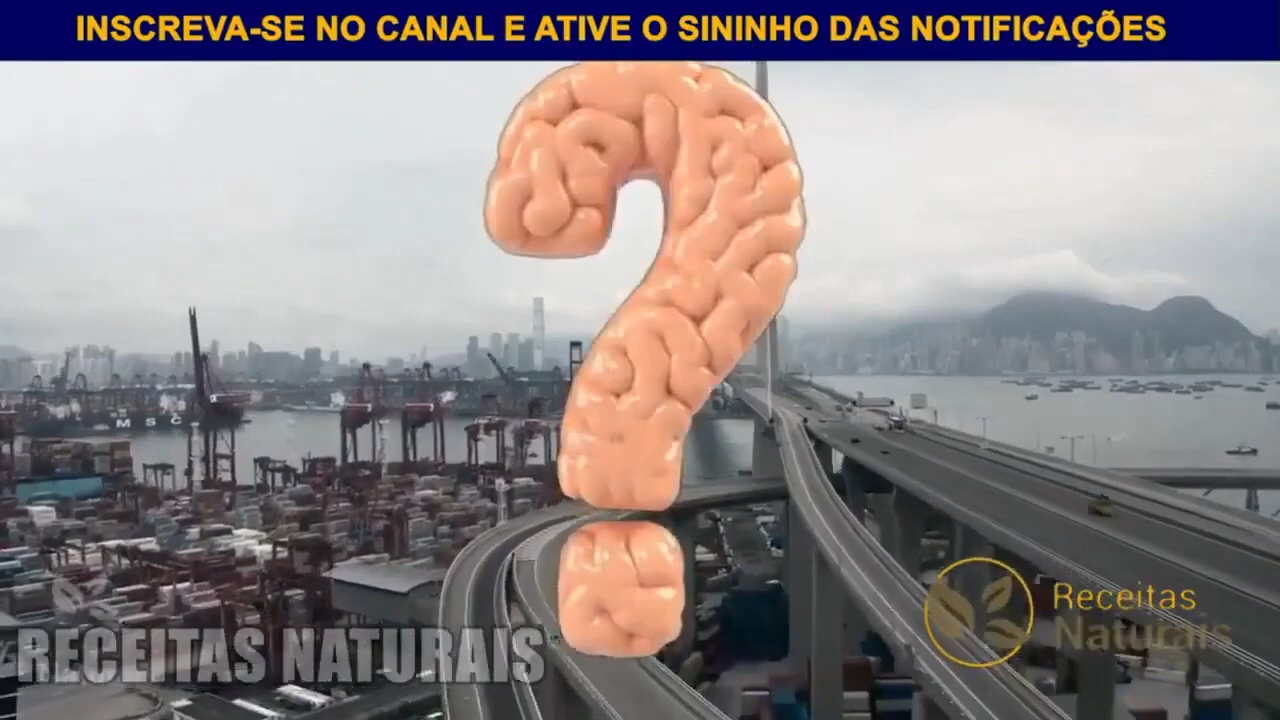 INSCREVA-SE NO CANAL E ATIVE O SININHO DAS NOTIFICAÇÕES
MSC
Receitas
Naturais
RECEITAS NATURAIS